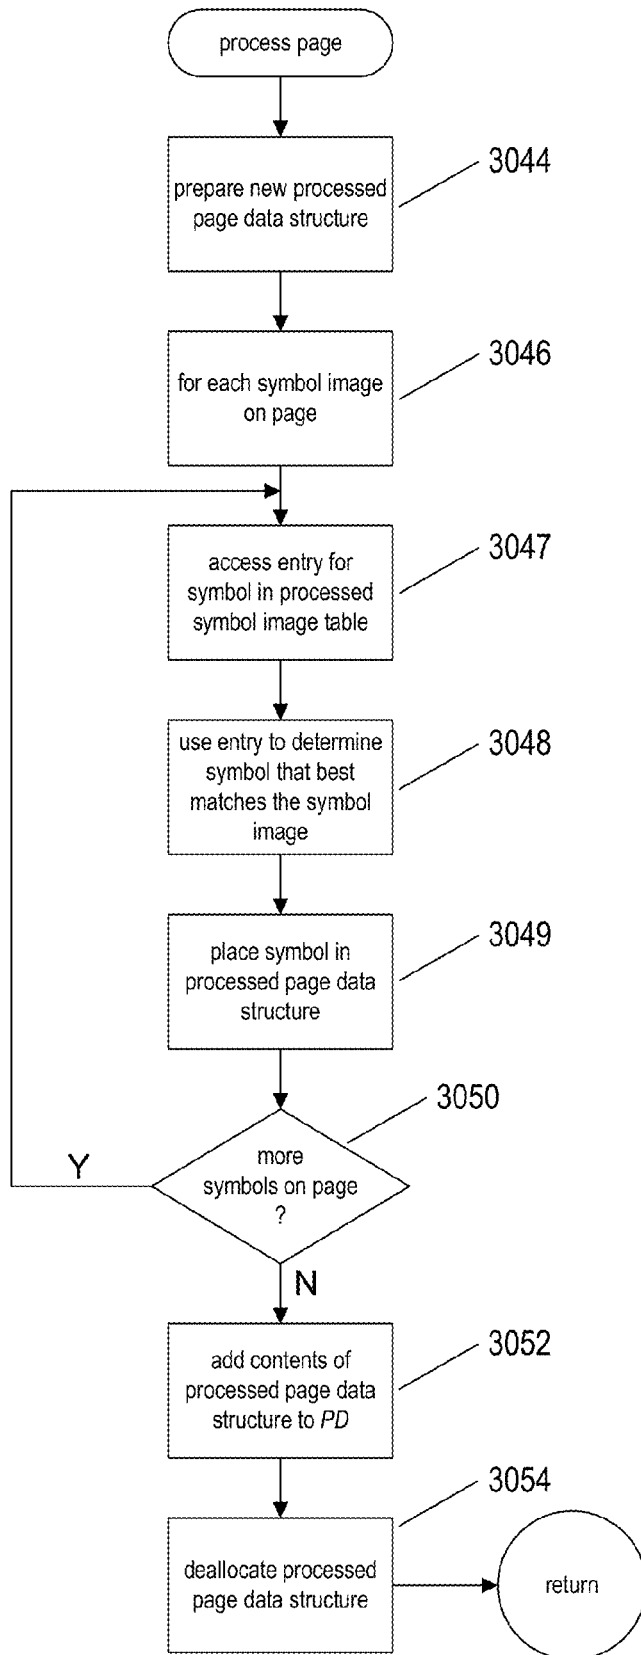 process page
3044
prepare new processed
page data structure
3046
for each symbol image
on page
3047
access entry for
symbol in processed
symbol image table
3048
use entry to determine
symbol that best
matches the symbol
image
3049
place symbol in
processed page data
structure
3050
more
symbols on page
?
Y
N
3052
add contents of
processed page data
structure to PD
3054
deallocate processed
page data structure
return